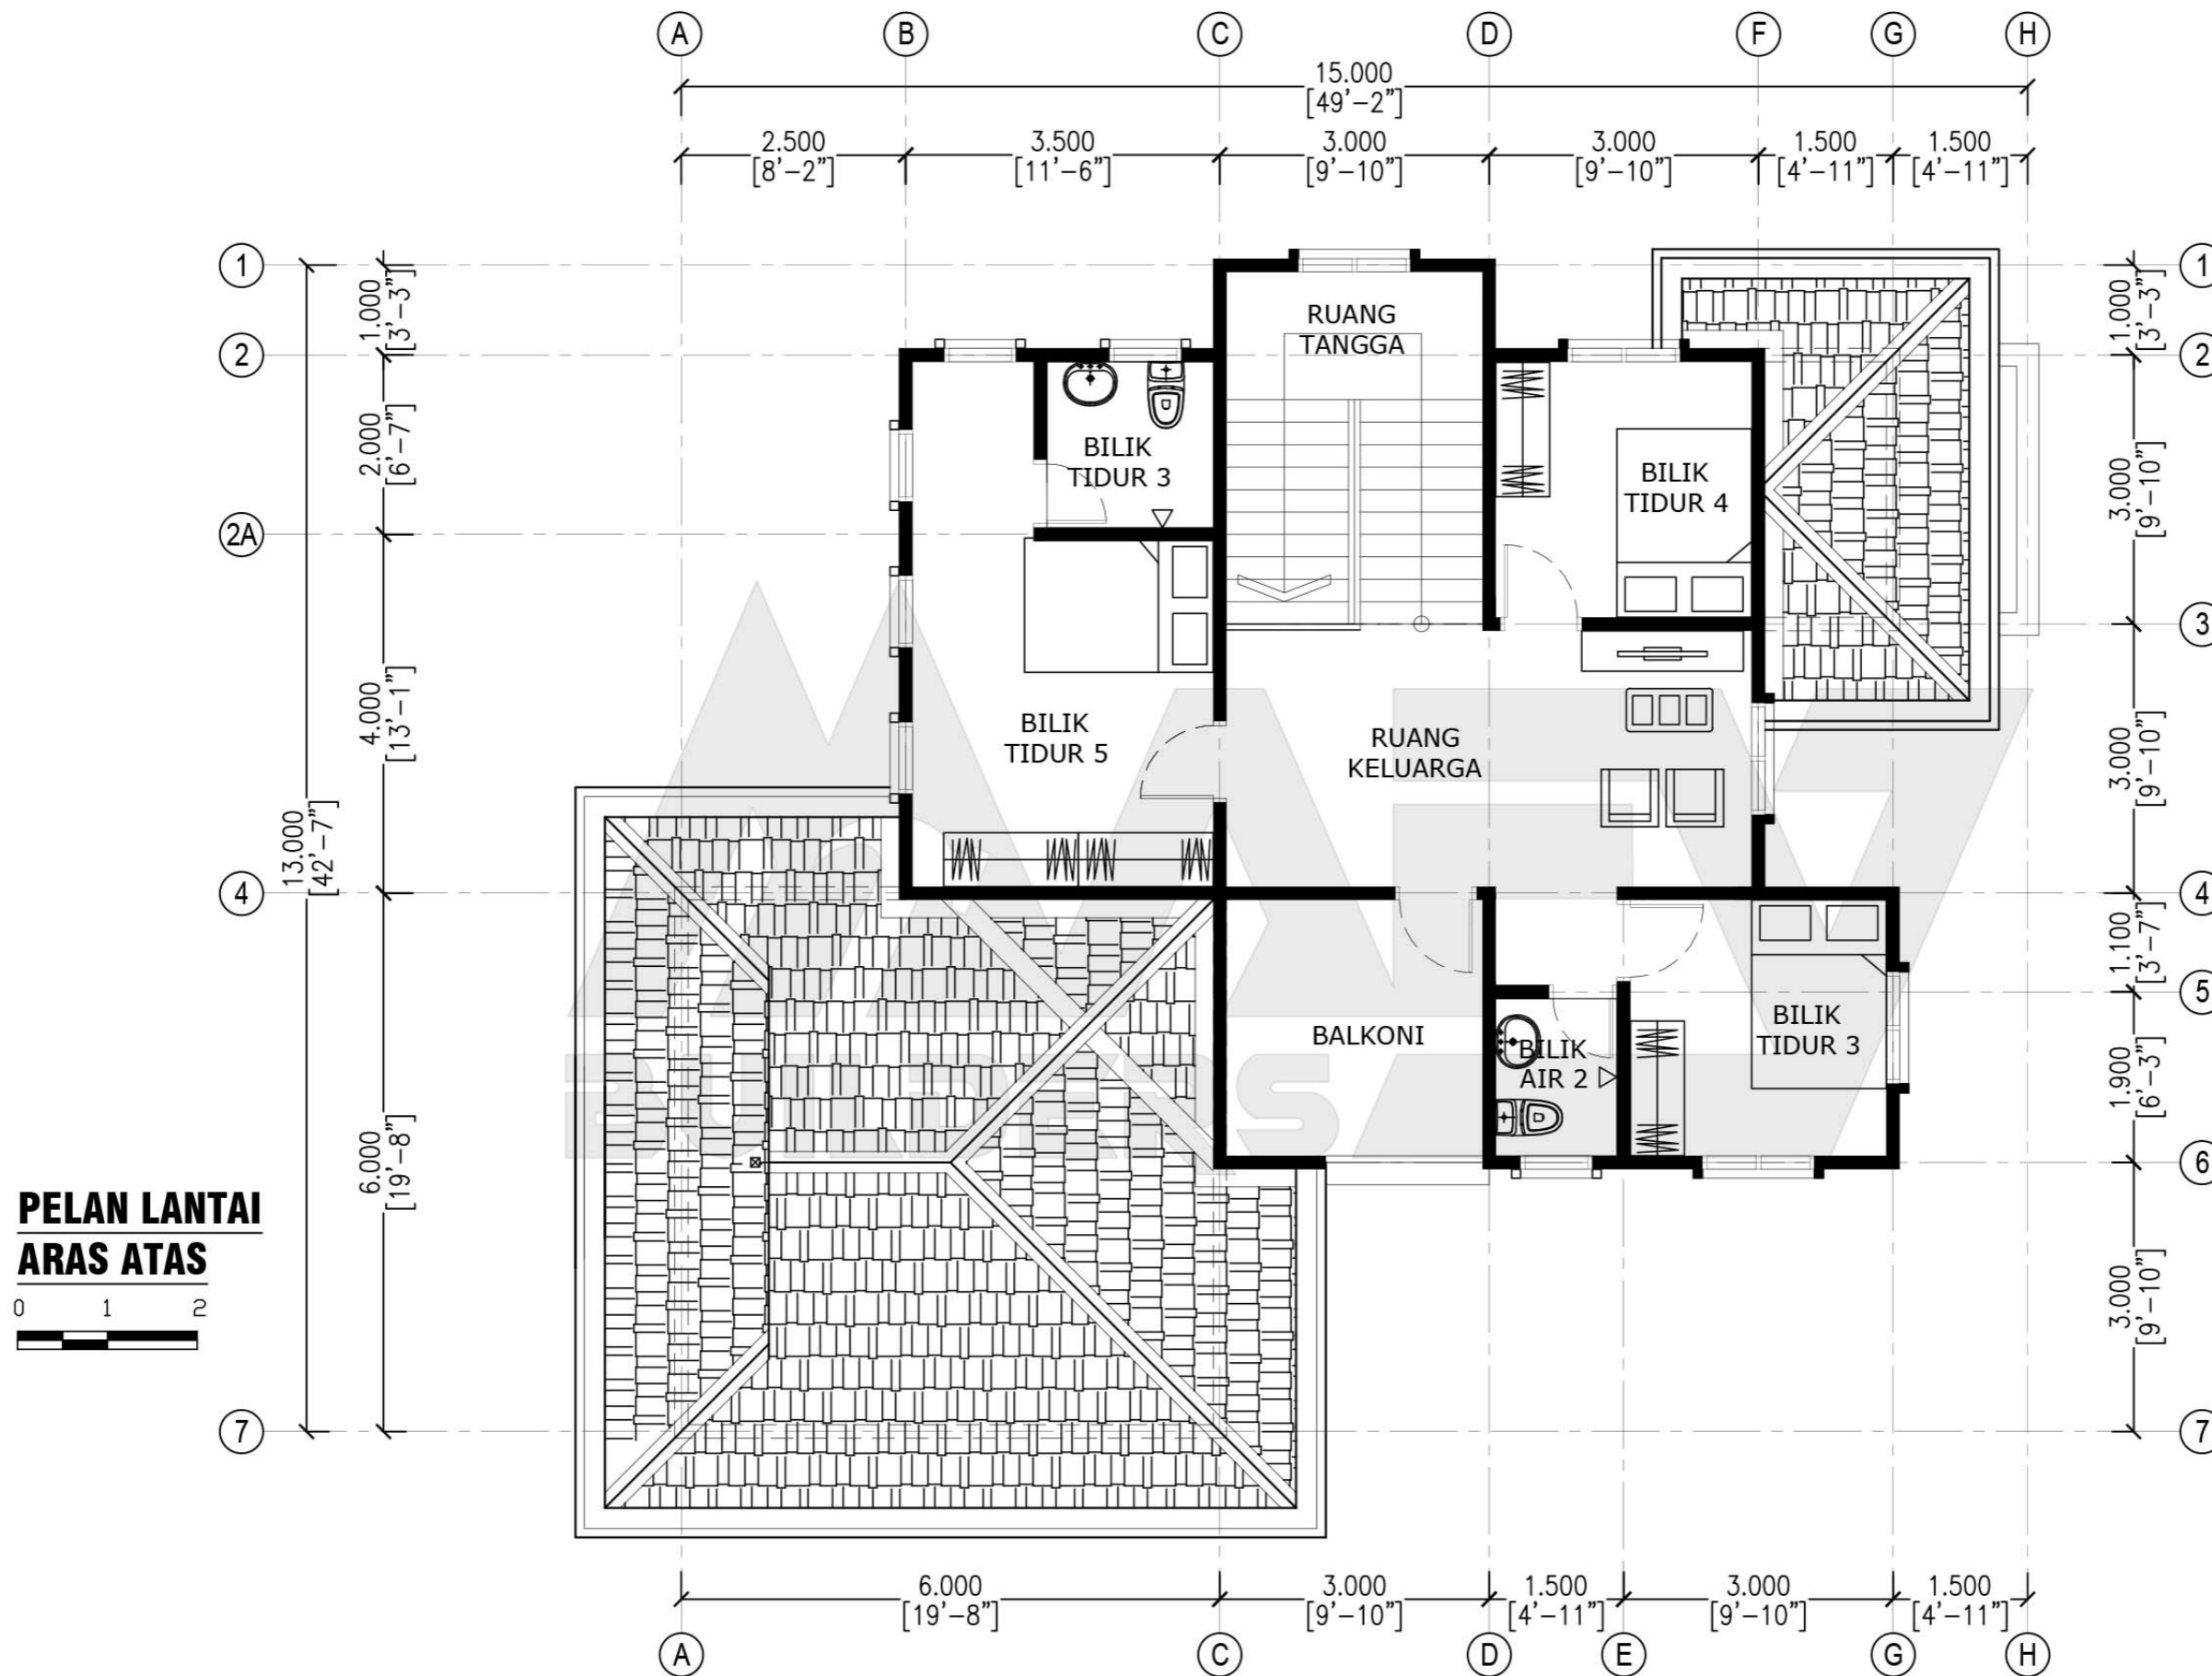 A B C D F G H
15.000
[49'-2"]
2.500 3.500 3.000 3.000 1.500 1.500
[8'-2"] [11'-6"] [9'-10"] [9'-10"] [4'-11"] [4'-11"]
1
2
2A
4
7
1.000
[3'-3"]
2.000
[6'-7"]
4.000
[13'-1"]
6.000
[19'-8"]
13.000
[42'-7"]
RUANG
TANGGA
BILIK
TIDUR 3
BILIK
TIDUR 4
BILIK
TIDUR 5
RUANG
KELUARGA
BALKONI
BILIK
AIR 2
BILIK
TIDUR 3
BUILDERS
1
2
3
4
5
6
7
1.000
[3'-3"]
3.000
[9'-10"]
3.000
[9'-10"]
1.100
[3'-7"]
1.900
[6'-3"]
3.000
[9'-10"]
PELAN LANTAI
ARAS ATAS
0 1 2
6.000 3.000 1.500 3.000 1.500
[19'-8"] [9'-10"] [4'-11"] [9'-10"] [4'-11"]
A C D E G H